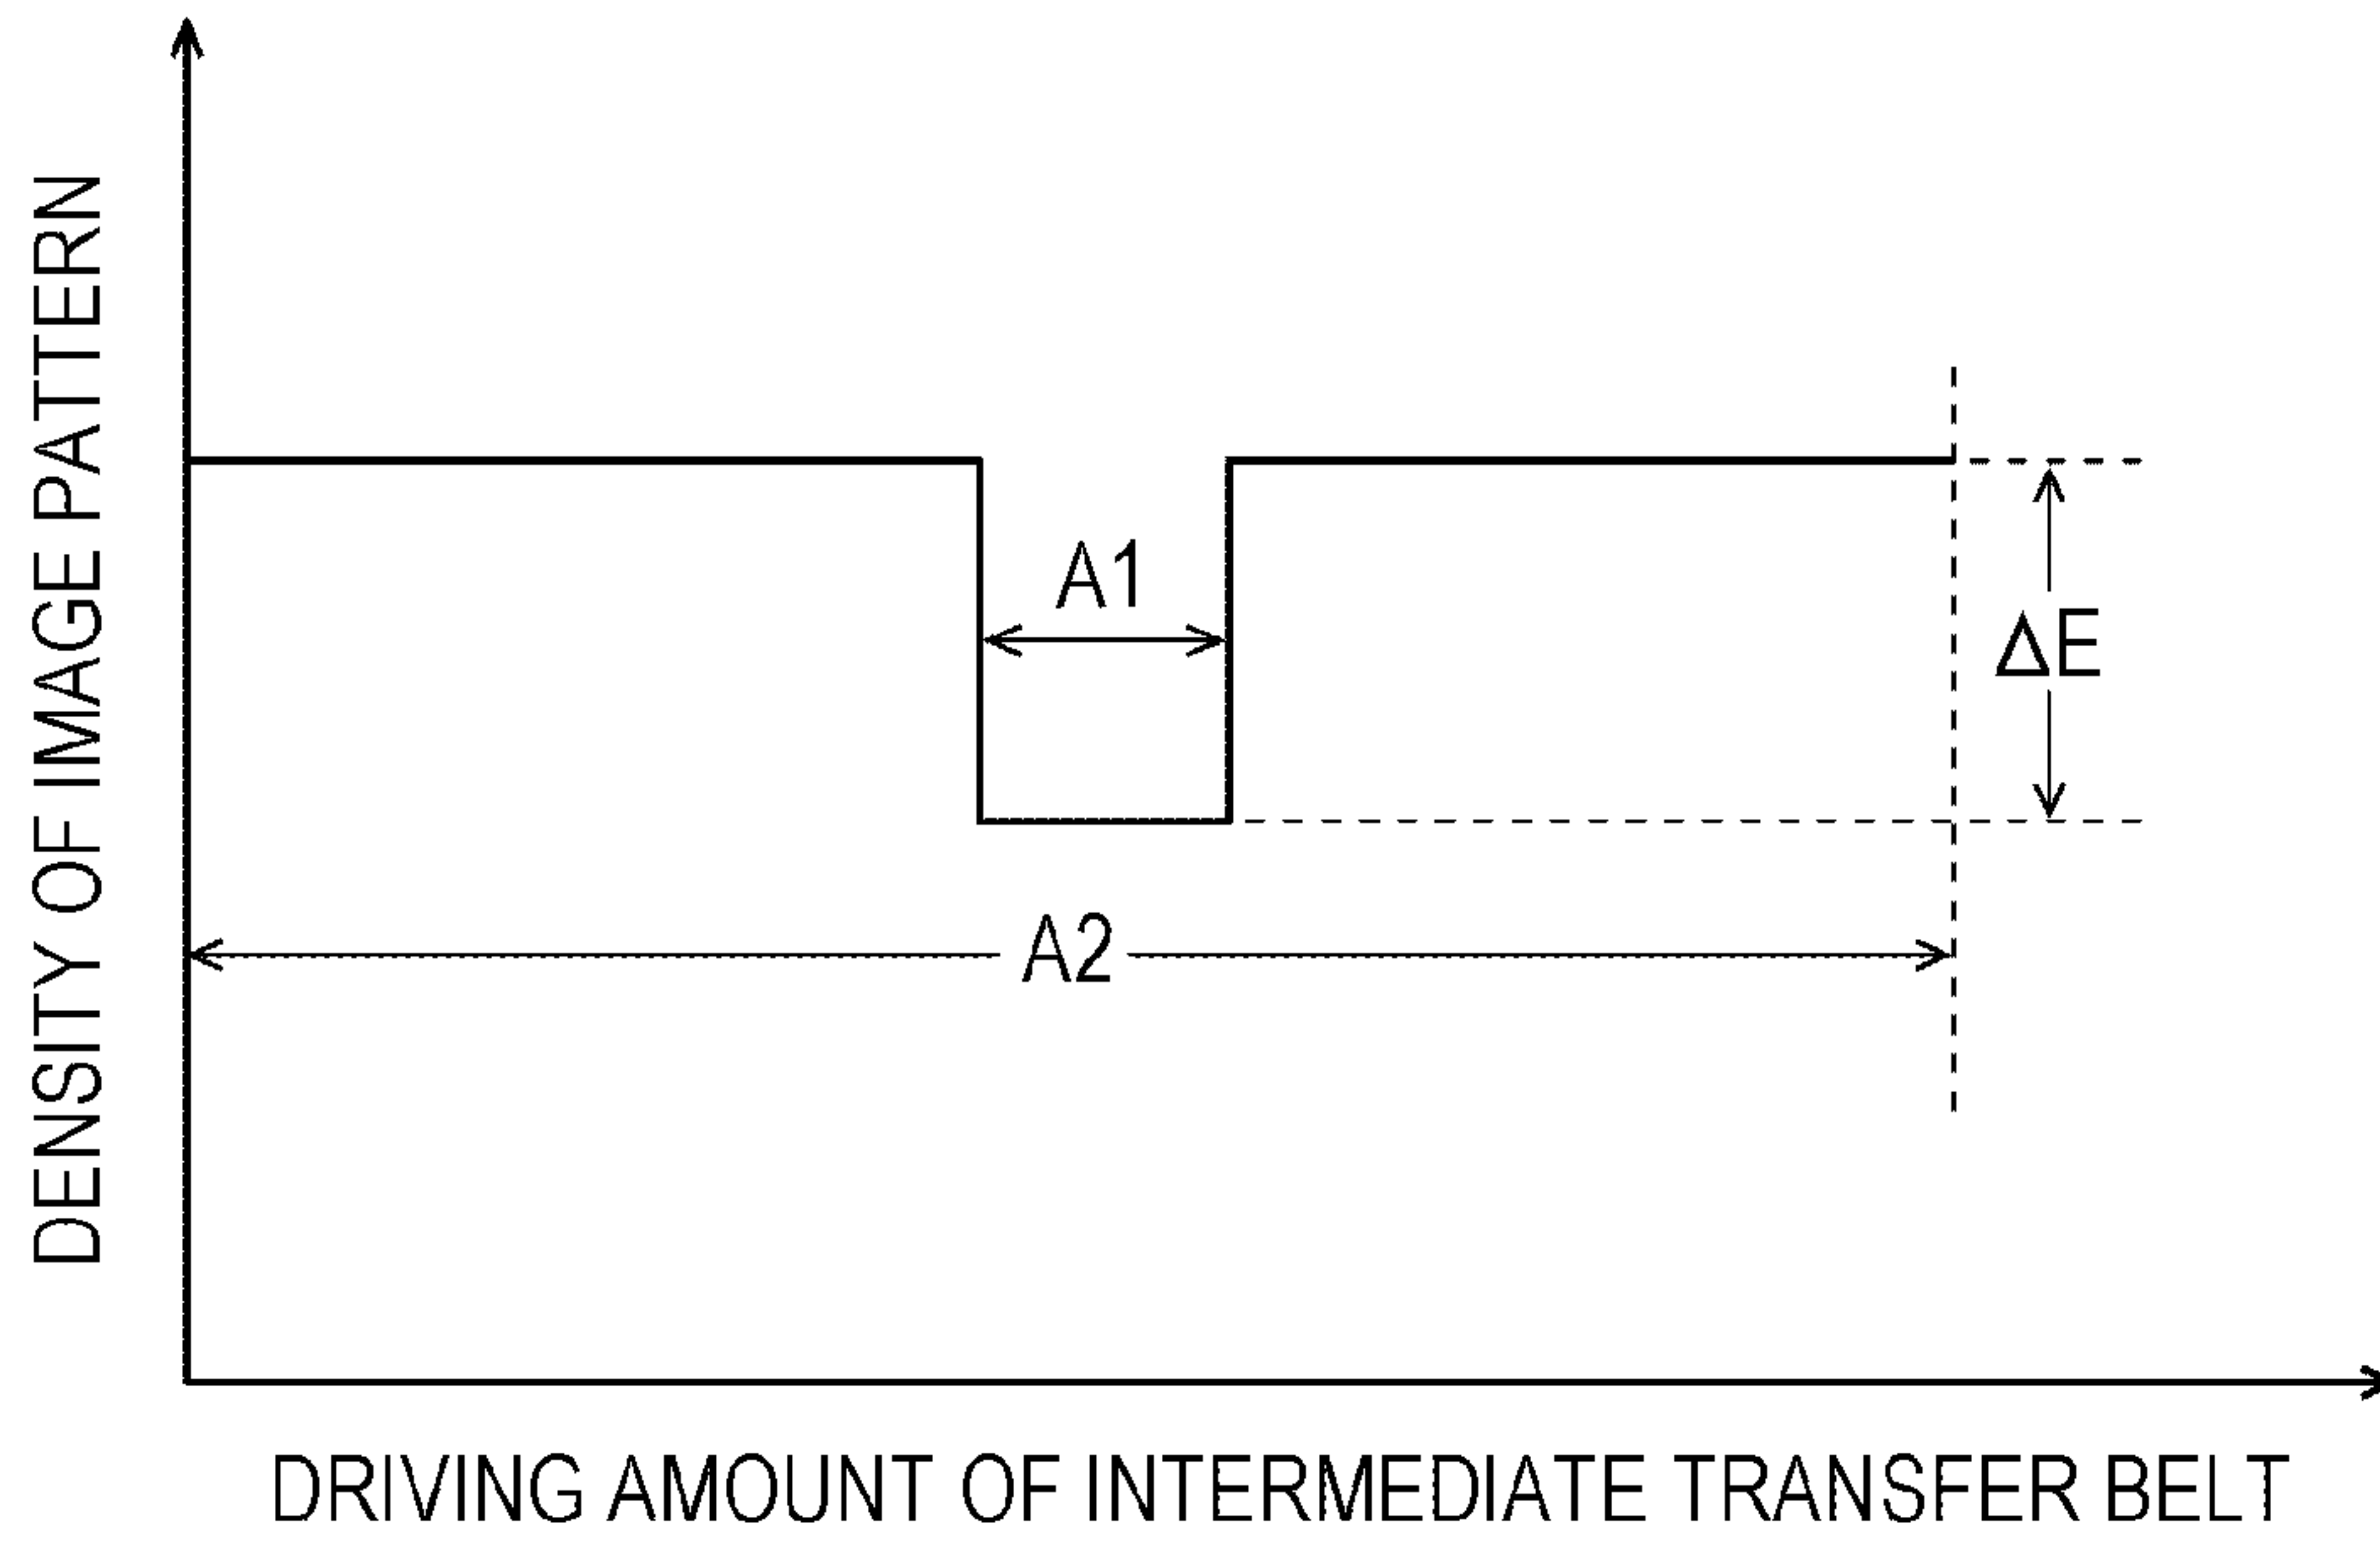 DENSITY OF IMAGE PATTERN
A1
ΔE
A2
DRIVING AMOUNT OF INTERMEDIATE TRANSFER BELT